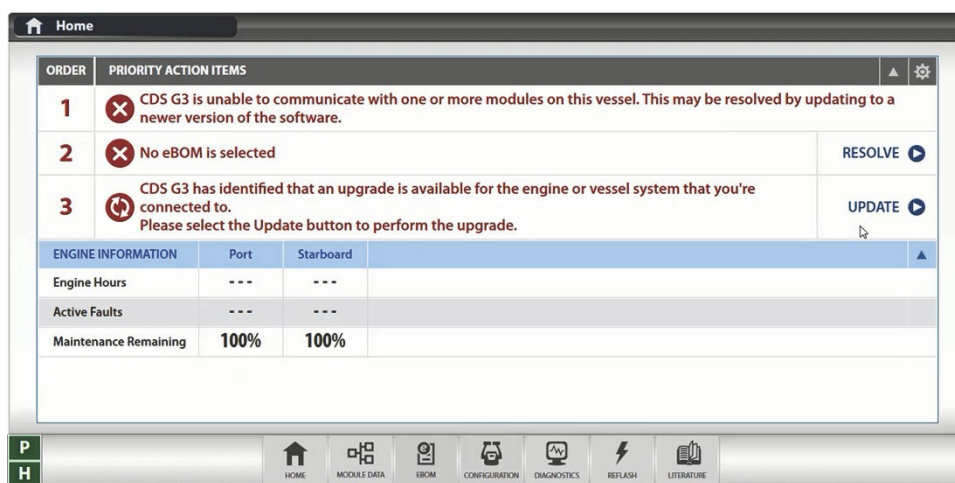 Home
ORDER PRIORITY ACTION ITEMS
1 CDS G3 is unable to communicate with one or more modules on this vessel. This may be resolved by updating to a
newer version of the software.
2 No eBOM is selected RESOLVE
CDS G3 has identified that an upgrade is available for the engine or vessel system that you're
3 connected to. UPDATE
Please select the Update button to perform the upgrade.
ENGINE INFORMATION Port Starboard
Engine Hours --- ---
Active Faults --- ---
Maintenance Remaining 100% 100%
P
H
HOME MODULE DATA EBOM CONFIGURATION DIAGNOSTICS REFLASH LITERATURE